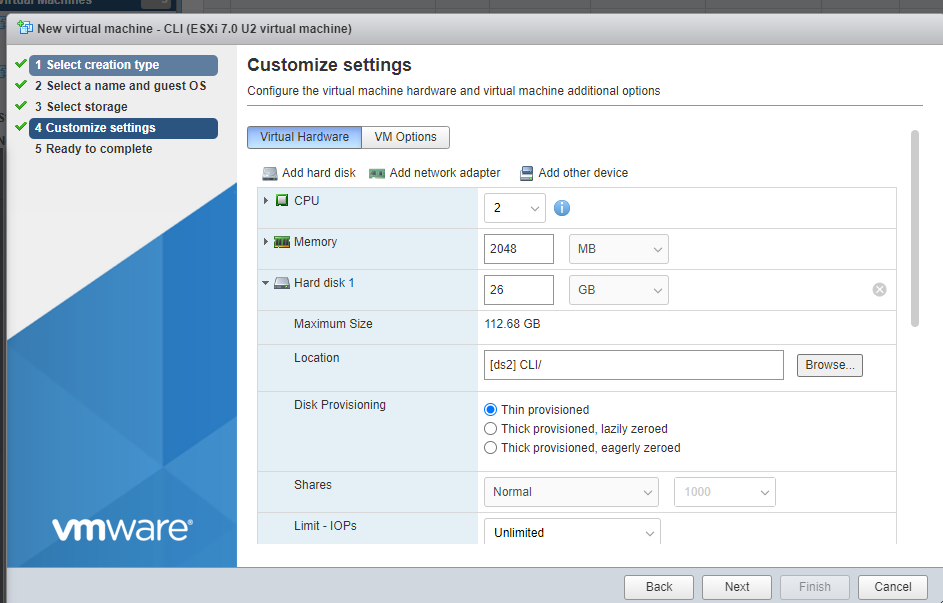 New virtual machine - CLI (ESXi 7.0 U2 virtual machine)
1 Select creation type
2 Select a name and guest OS
3 Select storage
4 Customize settings
5 Ready to complete
Customize settings
Configure the virtual machine hardware and virtual machine additional options
Virtual Hardware VM Options
Add hard disk Add network adapter Add other device
CPU 2
Memory 2048 MB
Hard disk 1 26 GB
Maximum Size 112.68 GB
Location [ds2] CLI/ Browse...
Disk Provisioning
Thin provisioned
Thick provisioned, lazily zeroed
Thick provisioned, eagerly zeroed
Shares Normal 1000
Limit - IOPs Unlimited
vmware®
Back Next Finish Cancel